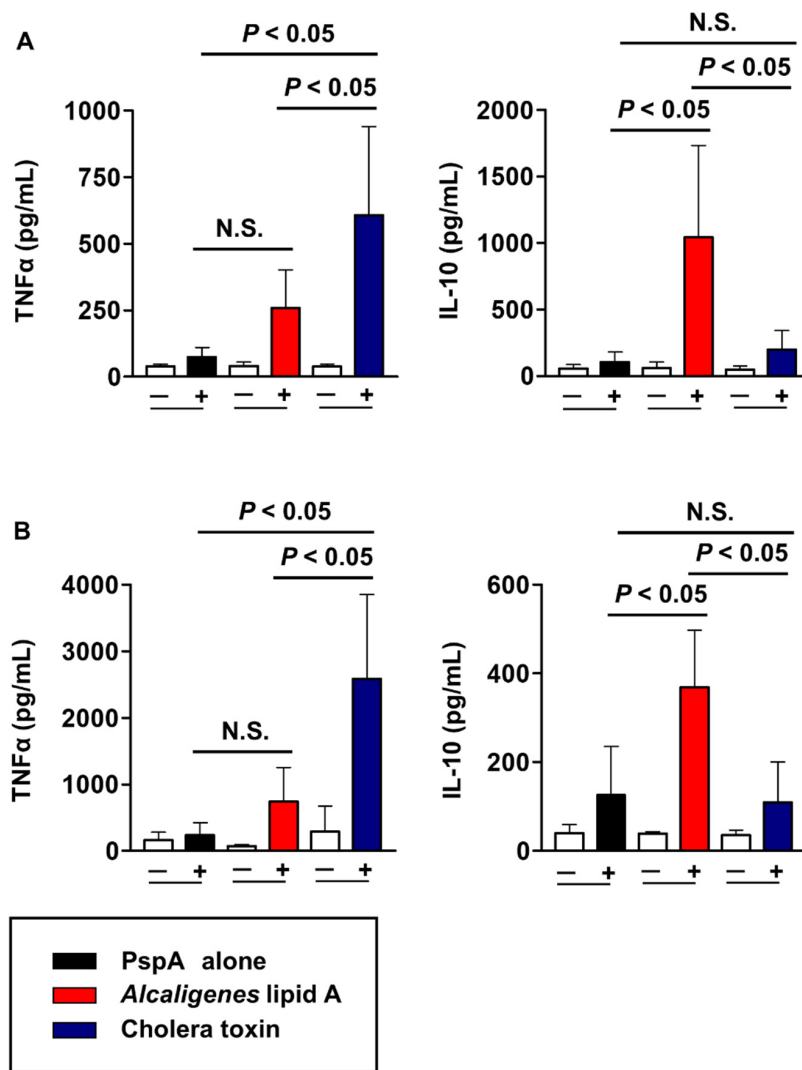 A
P < 0.05
P < 0.05
N.S.
TNFα (pg/mL)
1000
750
500
250
0
— + — + — +
N.S.
P < 0.05
P < 0.05
IL-10 (pg/mL)
2000
1500
1000
500
0
— + — + — +
B
P < 0.05
P < 0.05
N.S.
TNFα (pg/mL)
4000
3000
2000
1000
0
— + — + — +
N.S.
P < 0.05
P < 0.05
IL-10 (pg/mL)
600
400
200
0
— + — + — +
PspA alone
Alcaligenes lipid A
Cholera toxin